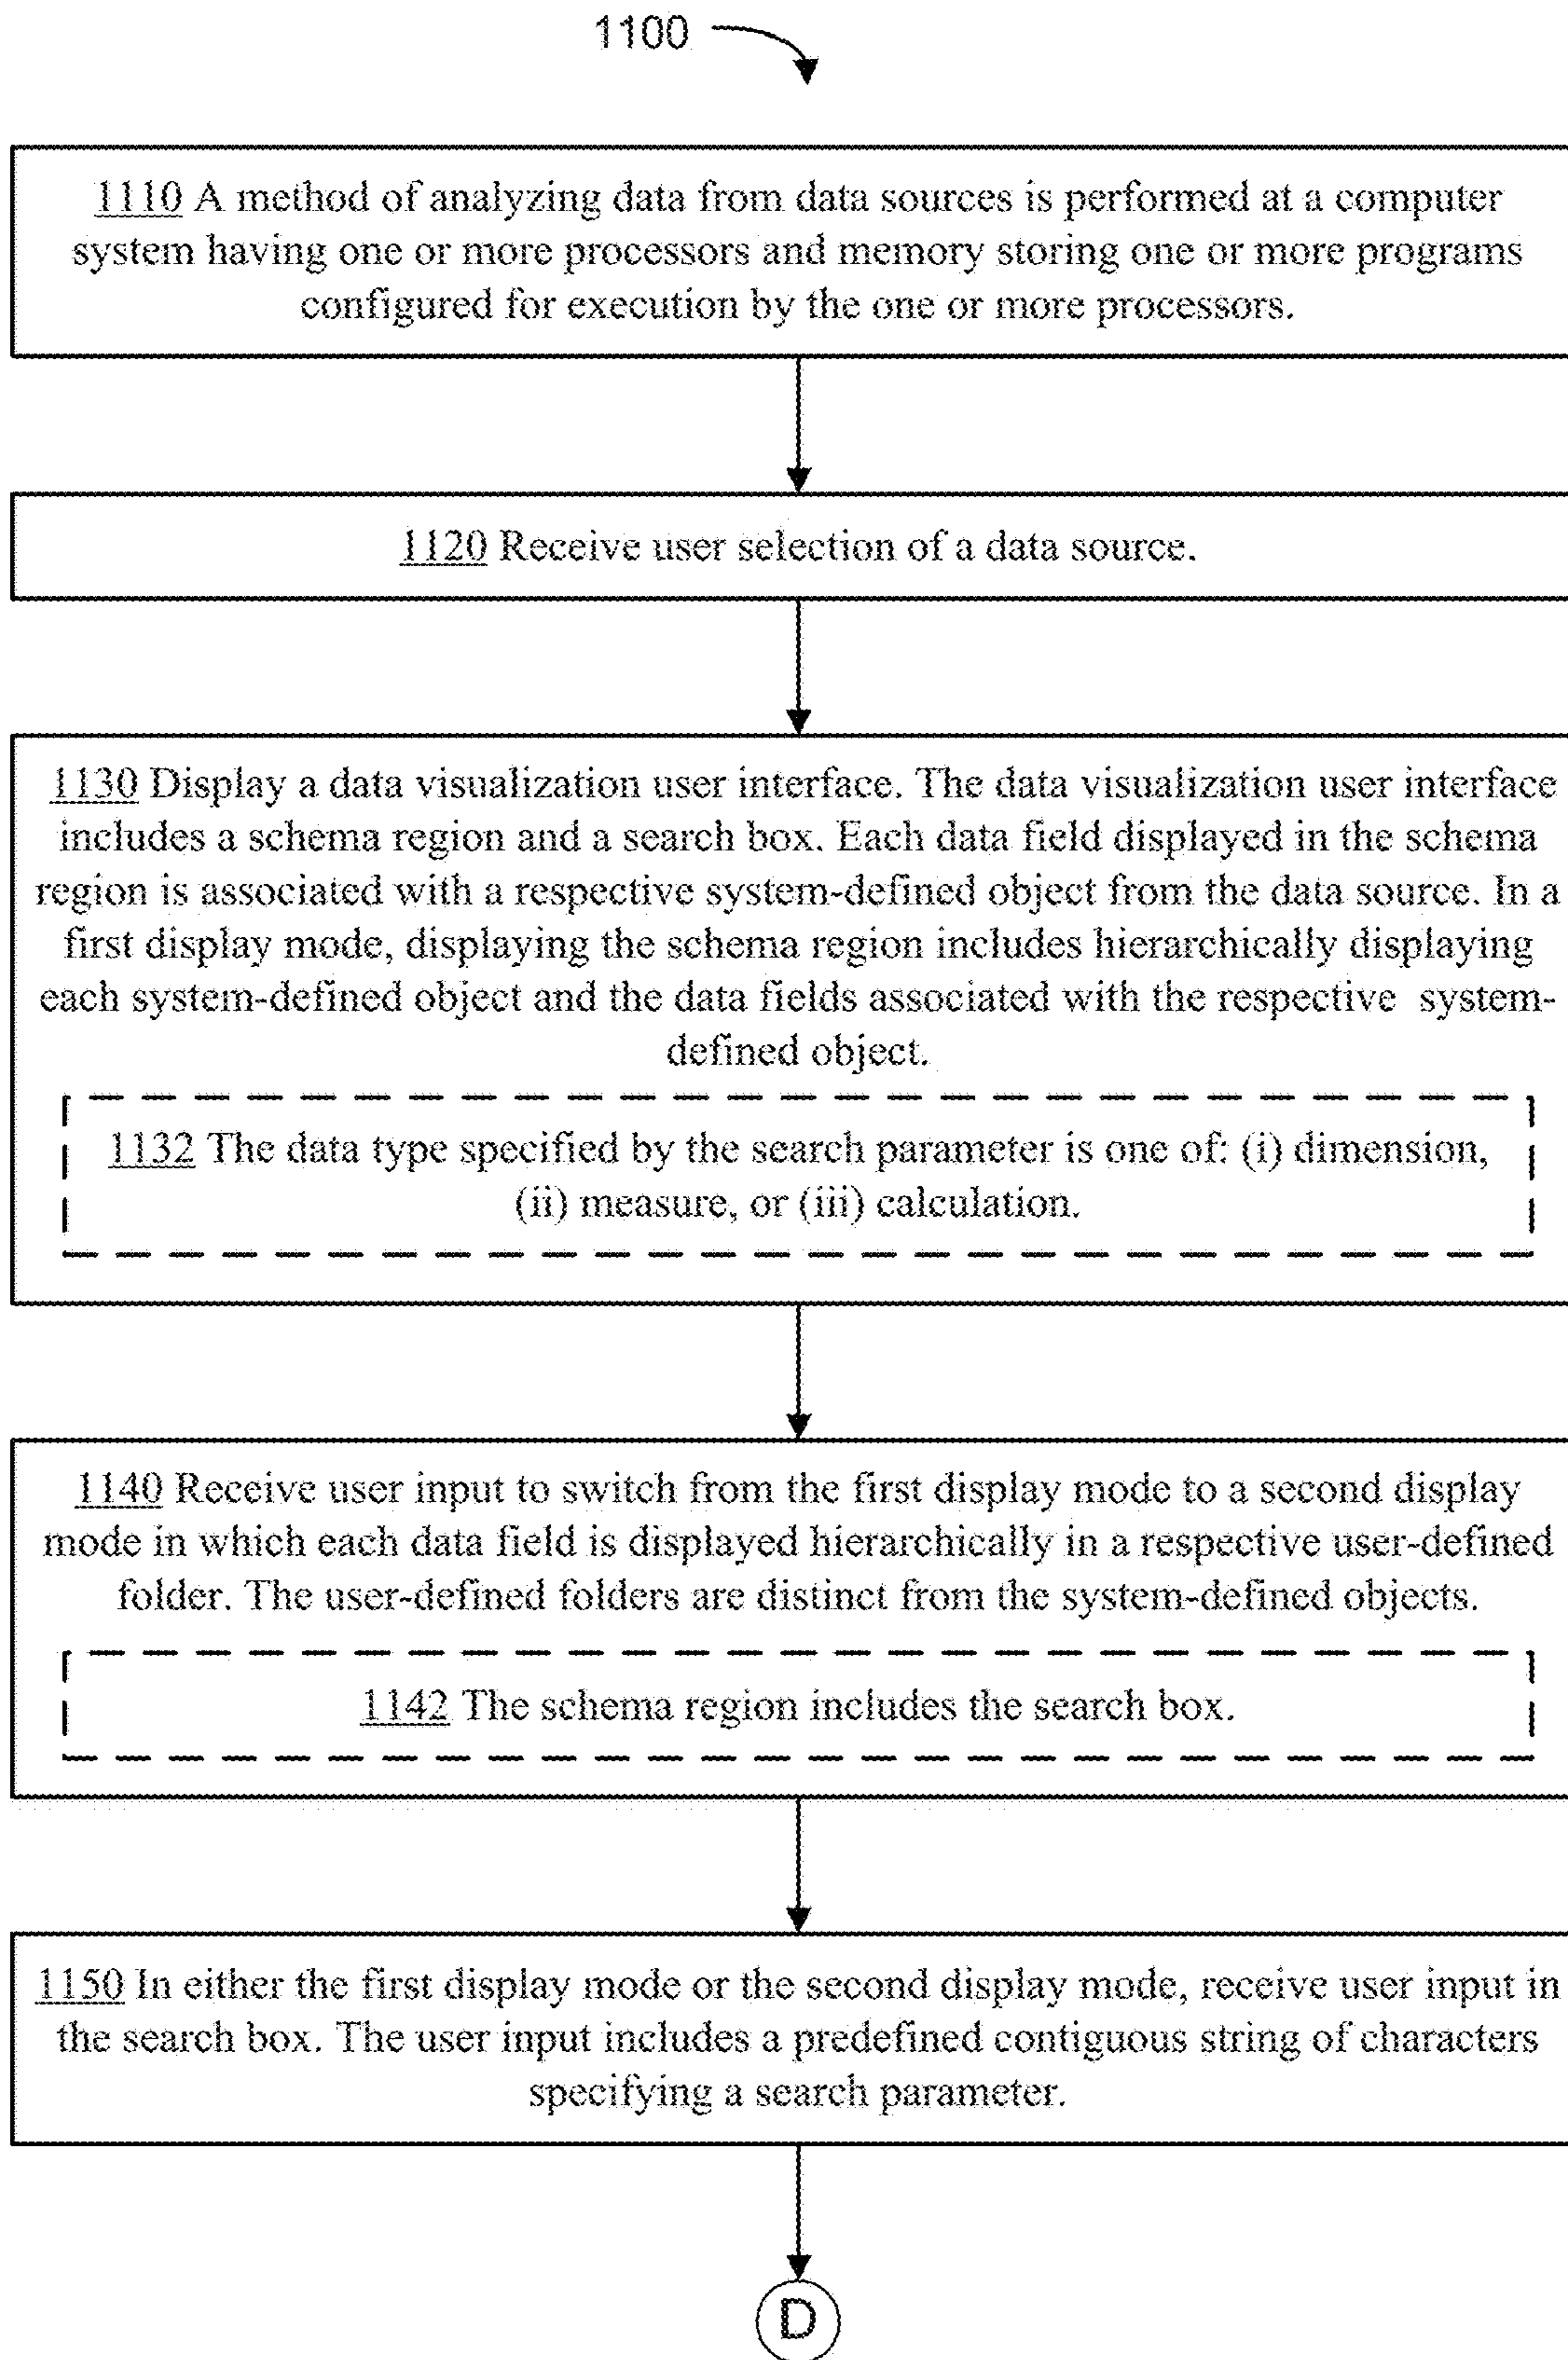 1100
1110 A method of analyzing data from data sources is performed at a computer
system having one or more processors and memory storing one or more programs
configured for execution by the one or more processors.
1120 Receive user selection of a data source.
1130 Display a data visualization user interface. The data visualization user interface
includes a schema region and a search box. Each data field displayed in the schema
region is associated with a respective system-defined object from the data source. In a
first display mode, displaying the schema region includes hierarchically displaying
each system-defined object and the data fields associated with the respective system-
defined object.
1132 The data type specified by the search parameter is one of: (i) dimension,
(ii) measure, or (iii) calculation.
1140 Receive user input to switch from the first display mode to a second display
mode in which each data field is displayed hierarchically in a respective user-defined
folder. The user-defined folders are distinct from the system-defined objects.
1142 The schema region includes the search box.
1150 In either the first display mode or the second display mode, receive user input in
the search box. The user input includes a predefined contiguous string of characters
specifying a search parameter.
D